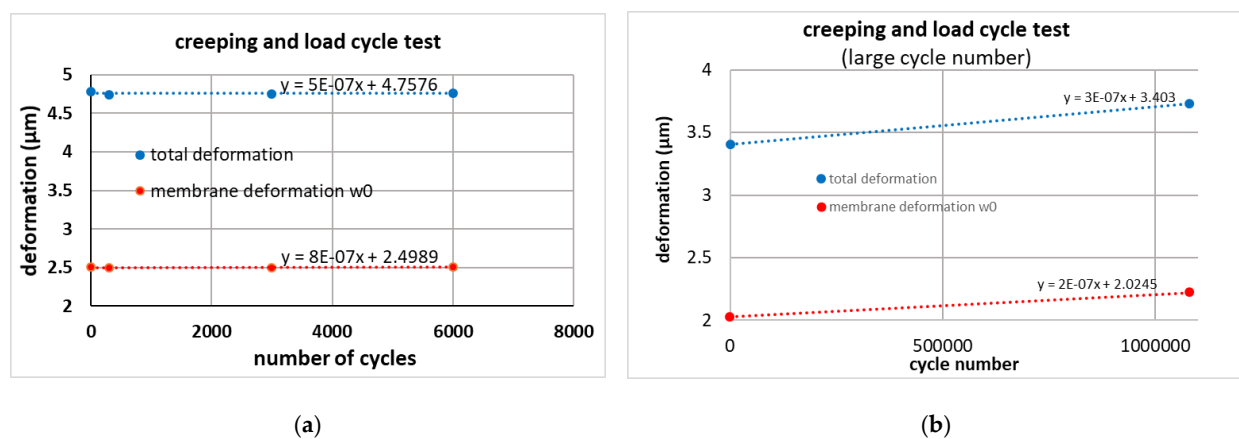 creeping and load cycle test
5
4.5
4
3.5
3
2.5
2
deformation (µm)
y = 5E-07x + 4.7576
total deformation
membrane deformation w0
y = 8E-07x + 2.4989
0 2000 4000 6000 8000
number of cycles
(a)
creeping and load cycle test
(large cycle number)
4
3.5
3
2.5
2
deformation (µm)
y = 3E-07x + 3.403
total deformation
membrane deformation w0
y = 2E-07x + 2.0245
0 500000 1000000
cycle number
(b)